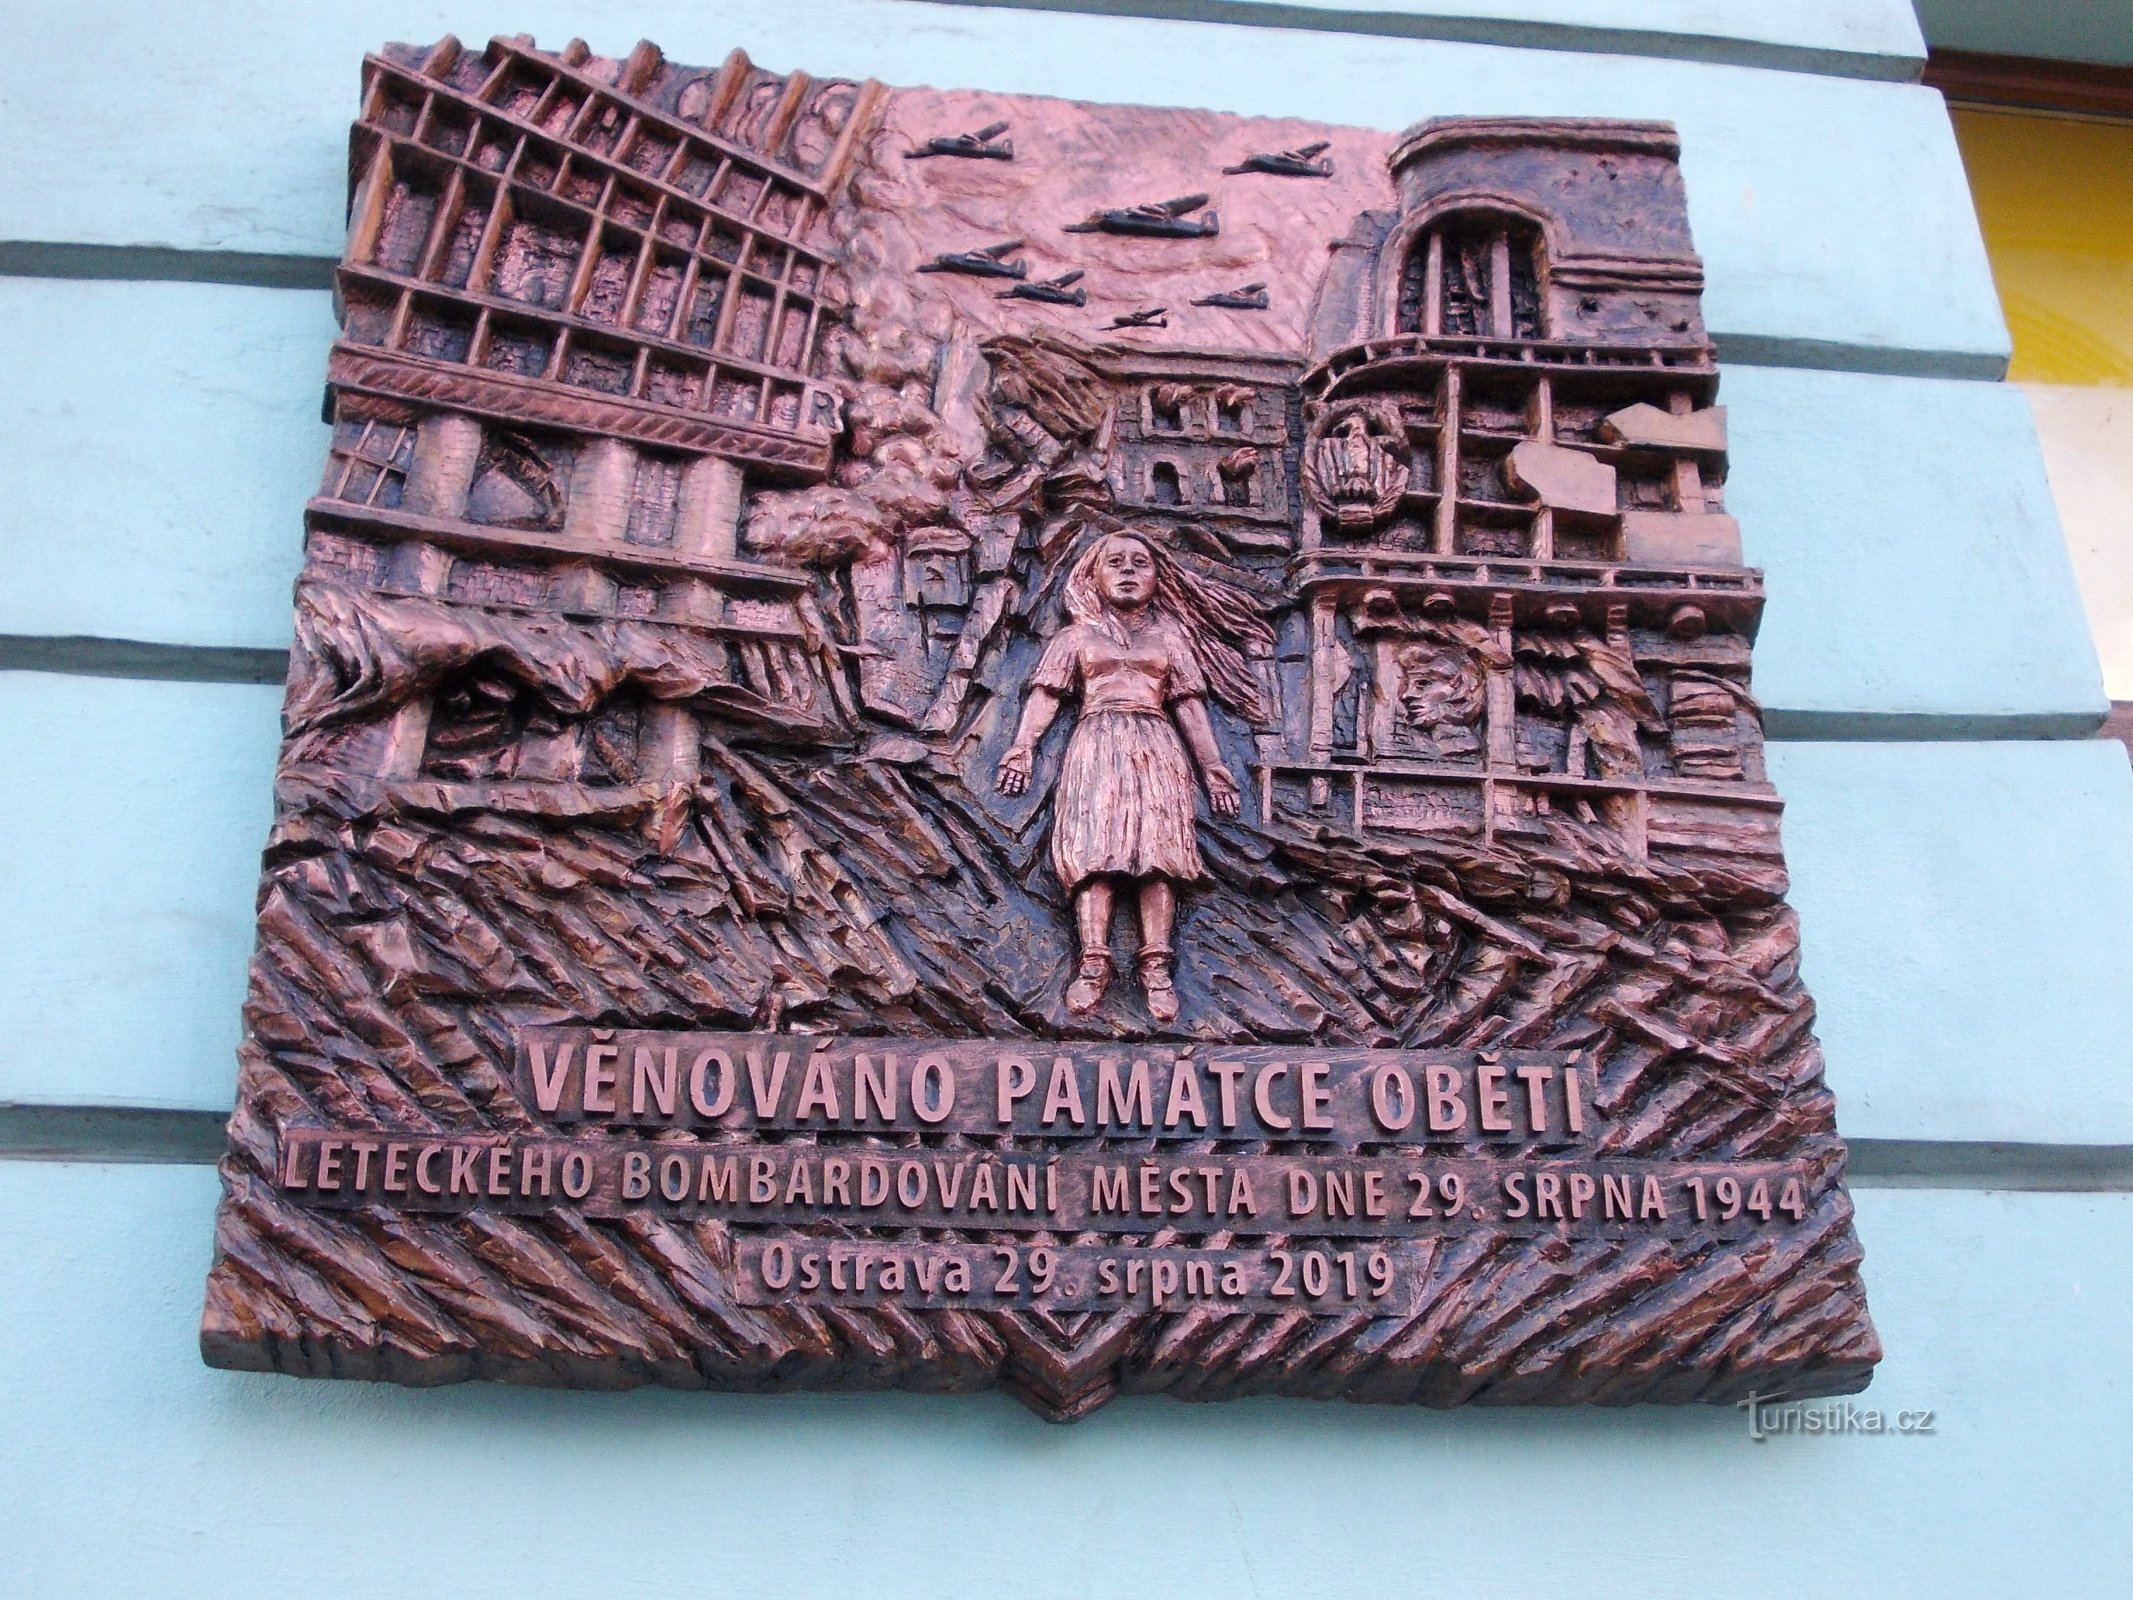 R
VĚNOVÁNO PAMÁTCE OBĚTÍ
LETECKÉHO BOMBARDOVÁNÍ MĚSTA DNE 29. SRPNA 1944
Ostrava 29. srpna 2019
Turistika.cz